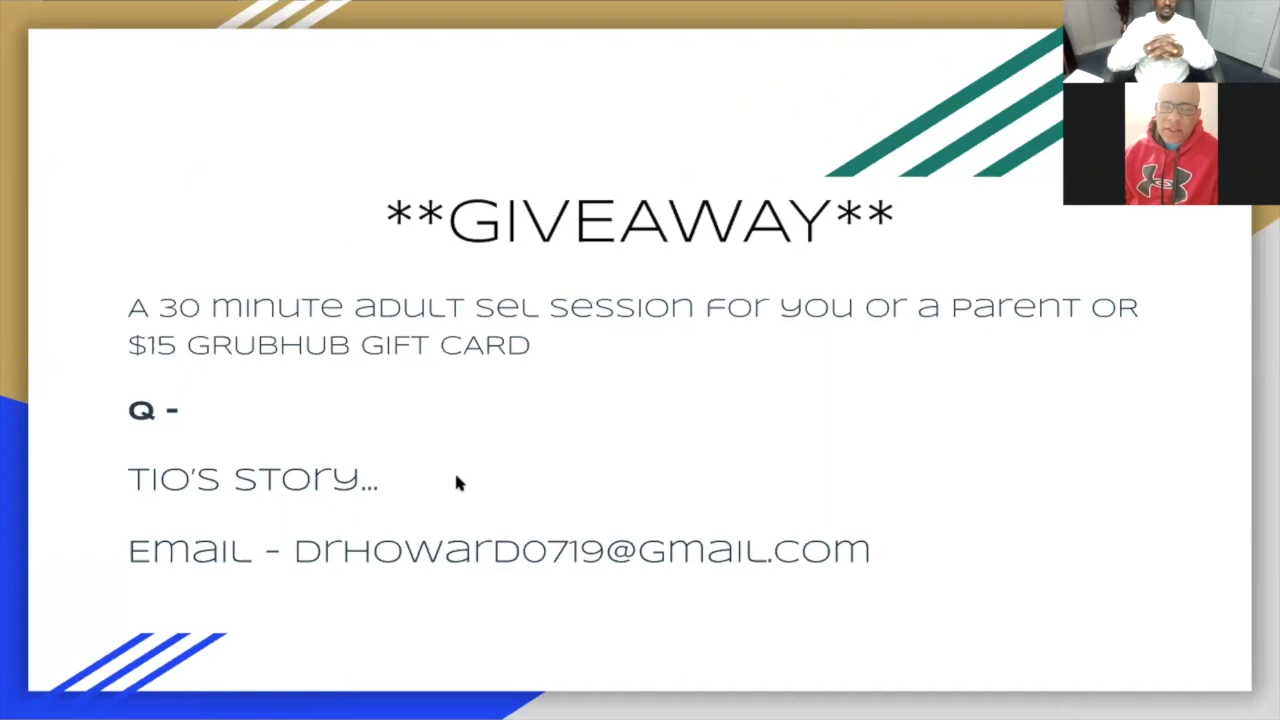 **GIVEAWAY**
A 30 minute adult SEL session for you or a parent OR
$15 GRUBHUB GIFT CARD
Q -
Tio's Story...
Email - DrHoward0719@gmail.com